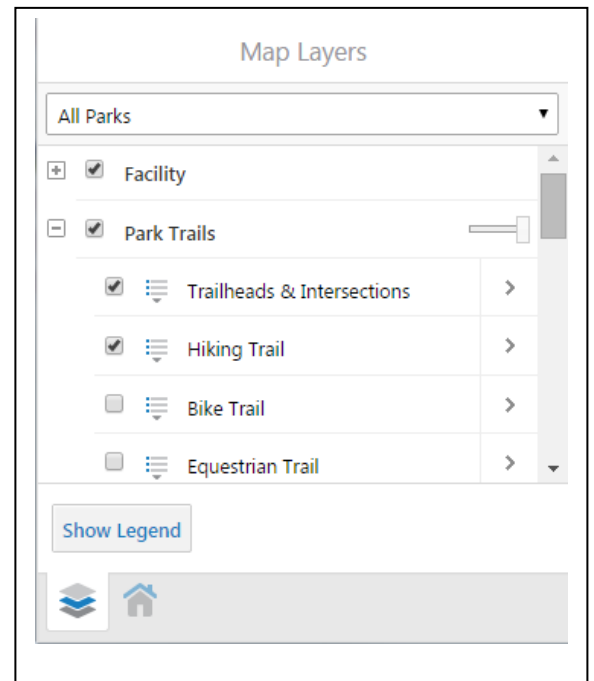 Map Layers
All Parks
Facility
Park Trails
Trailheads & Intersections
Hiking Trail
Bike Trail
Equestrian Trail
Show Legend